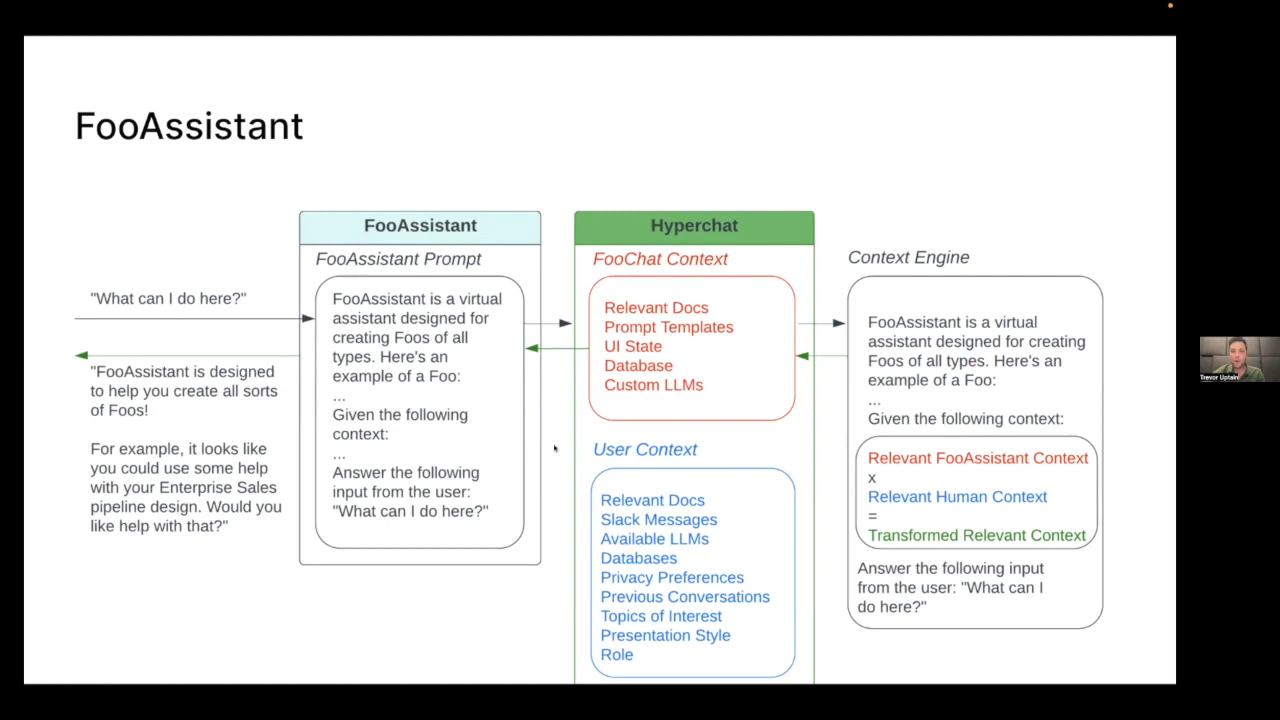 FooAssistant
"What can I do here?"
"FooAssistant is designed
to help you create all sorts
of Foos!
For example, it looks like
you could use some help
with your Enterprise Sales
pipeline design. Would you
like help with that?"
FooAssistant
FooAssistant Prompt
FooAssistant is a virtual
assistant designed for
creating Foos of all
types. Here's an
example of a Foo:
...
Given the following
context:
...
Answer the following
input from the user:
"What can I do here?"
Hyperchat
FooChat Context
Relevant Docs
Prompt Templates
UI State
Database
Custom LLMs
User Context
Relevant Docs
Slack Messages
Available LLMs
Databases
Privacy Preferences
Previous Conversations
Topics of Interest
Presentation Style
Role
Context Engine
FooAssistant is a virtual
assistant designed for creating
Foos of all types. Here's an
example of a Foo:
...
Given the following context:
Relevant FooAssistant Context
x
Relevant Human Context
=
Transformed Relevant Context
Answer the following input
from the user: "What can I
do here?"
Trevor Uptain